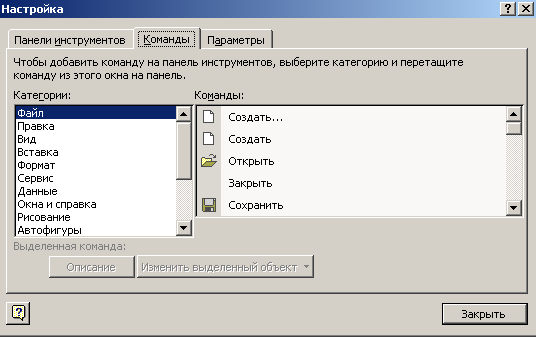 Настройка
Панели инструментов
Команды
Параметры
Чтобы добавить команду на панель инструментов, выберите категорию и перетащите
команду из этого окна на панель.
Категории:
Команды:
Файл
Правка
Вид
Вставка
Формат
Сервис
Данные
Окна и справка
Рисование
Автофигуры
Создать...
Создать
Открыть
Закрыть
Сохранить
Выделенная команда:
Описание
Изменить выделенный объект
Закрыть